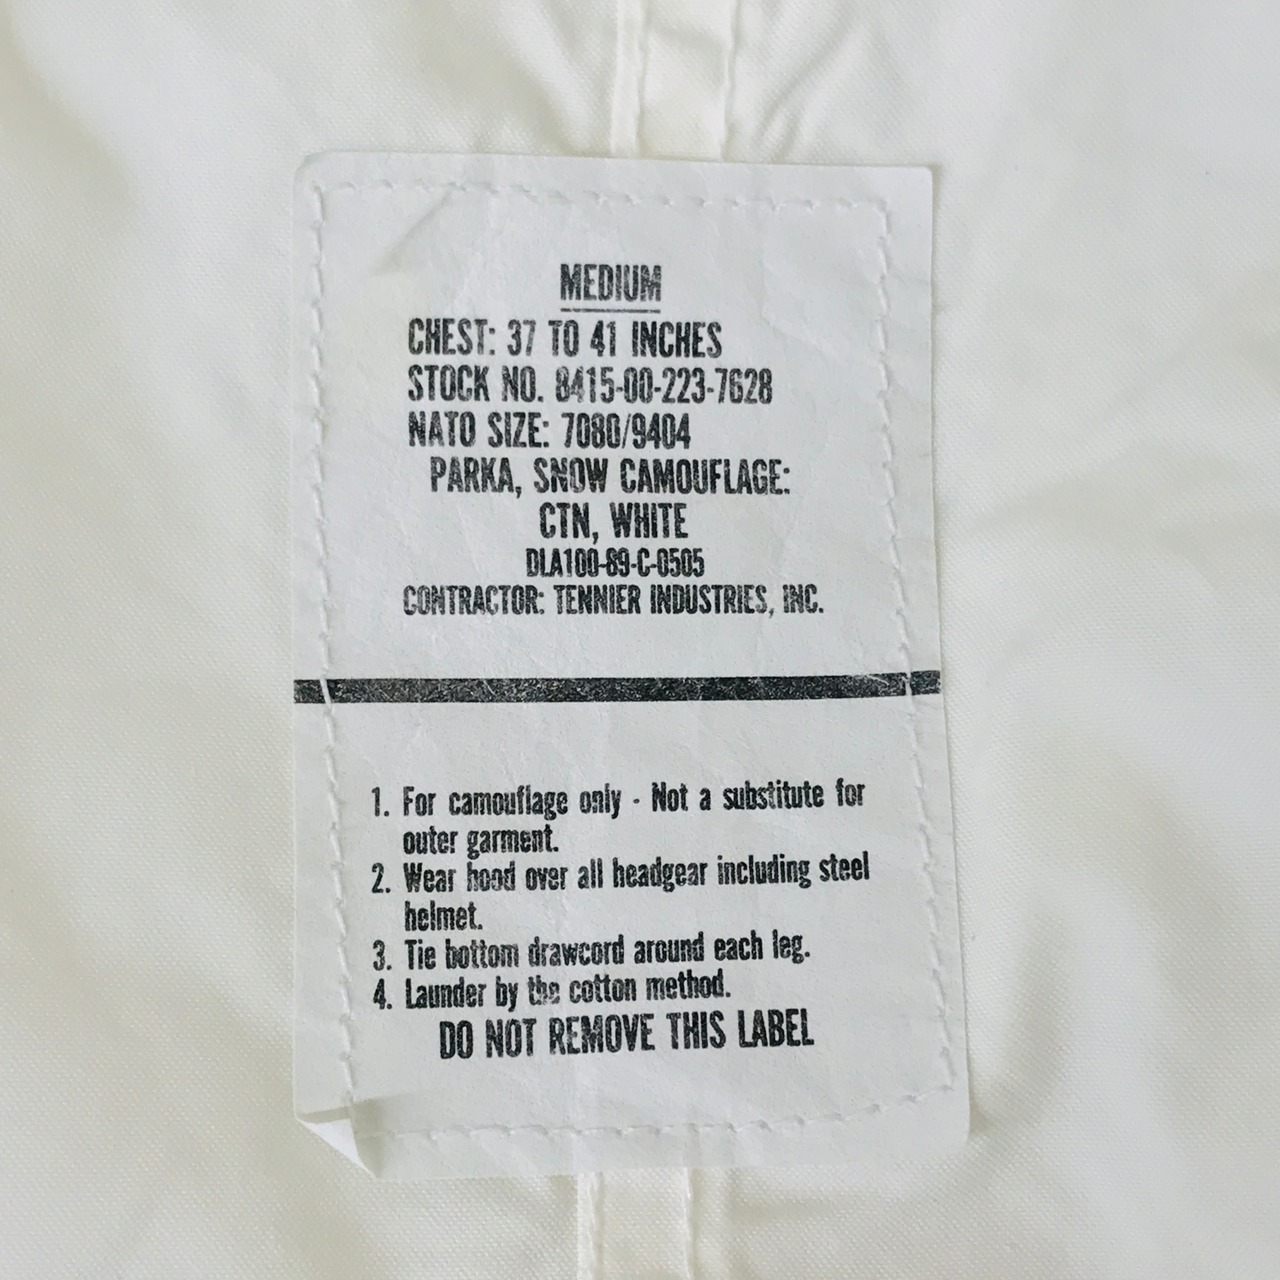 MEDIUM
CHEST: 37 TO 41 INCHES
STOCK NO. 8415-00-223-7628
NATO SIZE: 7080/9404
PARKA, SNOW CAMOUFLAGE:
CTN, WHITE
DLA100-89-C-0505
CONTRACTOR: TENNIER INDUSTRIES, INC.
1. For camouflage only - Not a substitute for
outer garment.
2. Wear hood over all headgear including steel
helmet.
3. Tie bottom drawcord around each leg.
4. Launder by the cotton method.
DO NOT REMOVE THIS LABEL